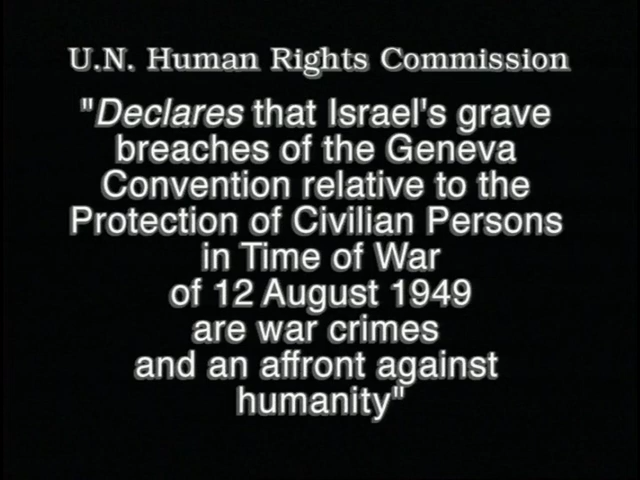 U.N. Human Rights Commission
"Declares that Israel's grave
breaches of the Geneva
Convention relative to the
Protection of Civilian Persons
in Time of War
of 12 August 1949
are war crimes
and an affront against
humanity"